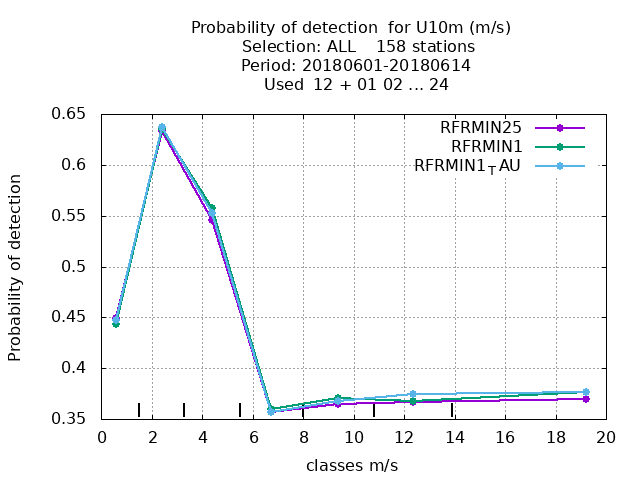 Probability of detection  for U10m (m/s)
Selection: ALL    158 stations
Period: 20180601-20180614
Used  12 + 01 02 ... 24
RFRMIN25
RFRMIN1
RFRMIN1_TAU
Probability of detection
0.65
0.6
0.55
0.5
0.45
0.4
0.35
0 2 4 6 8 10 12 14 16 18 20
classes m/s